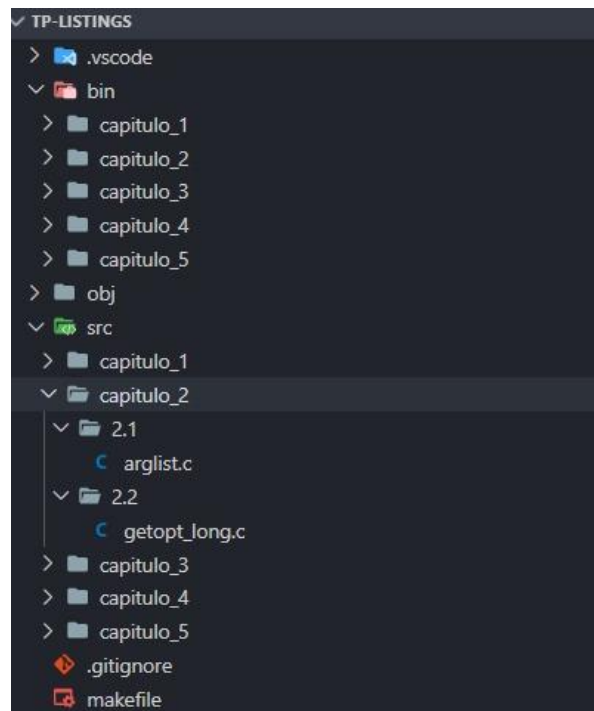 TP-LISTINGS
.vscode
bin
capitulo_1
capitulo_2
capitulo_3
capitulo_4
capitulo_5
obj
src
capitulo_1
capitulo_2
2.1
C arglist.c
2.2
C getopt_long.c
capitulo_3
capitulo_4
capitulo_5
.gitignore
makefile